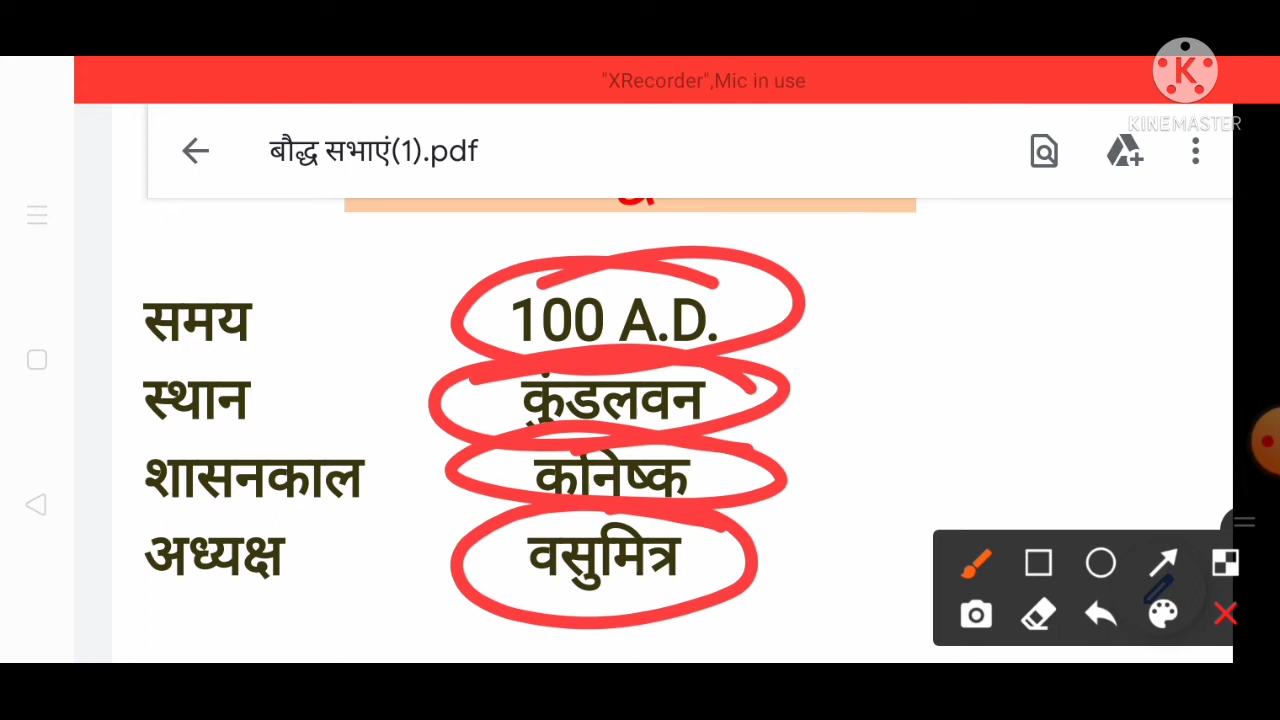 "XRecorder",Mic in use
K
KINEMASTER
बौद्ध सभाएं(1).pdf
समय 100 A.D.
स्थान कुंडलवन
शासनकाल कनिष्क
अध्यक्ष वसुमित्र